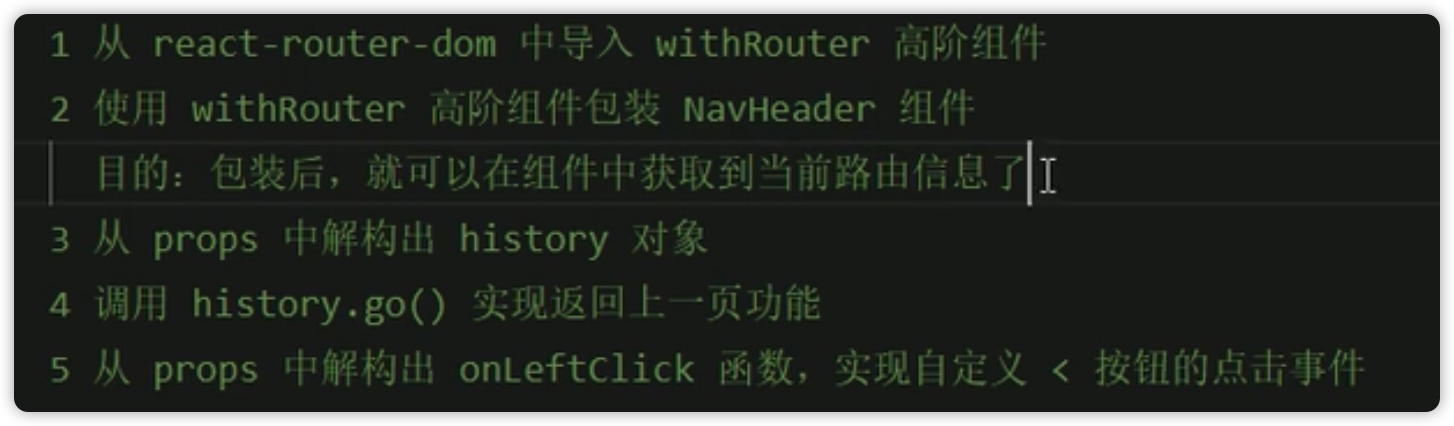 1 从 react-router-dom 中导入 withRouter 高阶组件
2 使用 withRouter 高阶组件包装 NavHeader 组件
目的：包装后，就可以在组件中获取到当前路由信息了
3 从 props 中解构出 history 对象
4 调用 history.go() 实现返回上一页功能
5 从 props 中解构出 onLeftClick 函数，实现自定义 < 按钮的点击事件